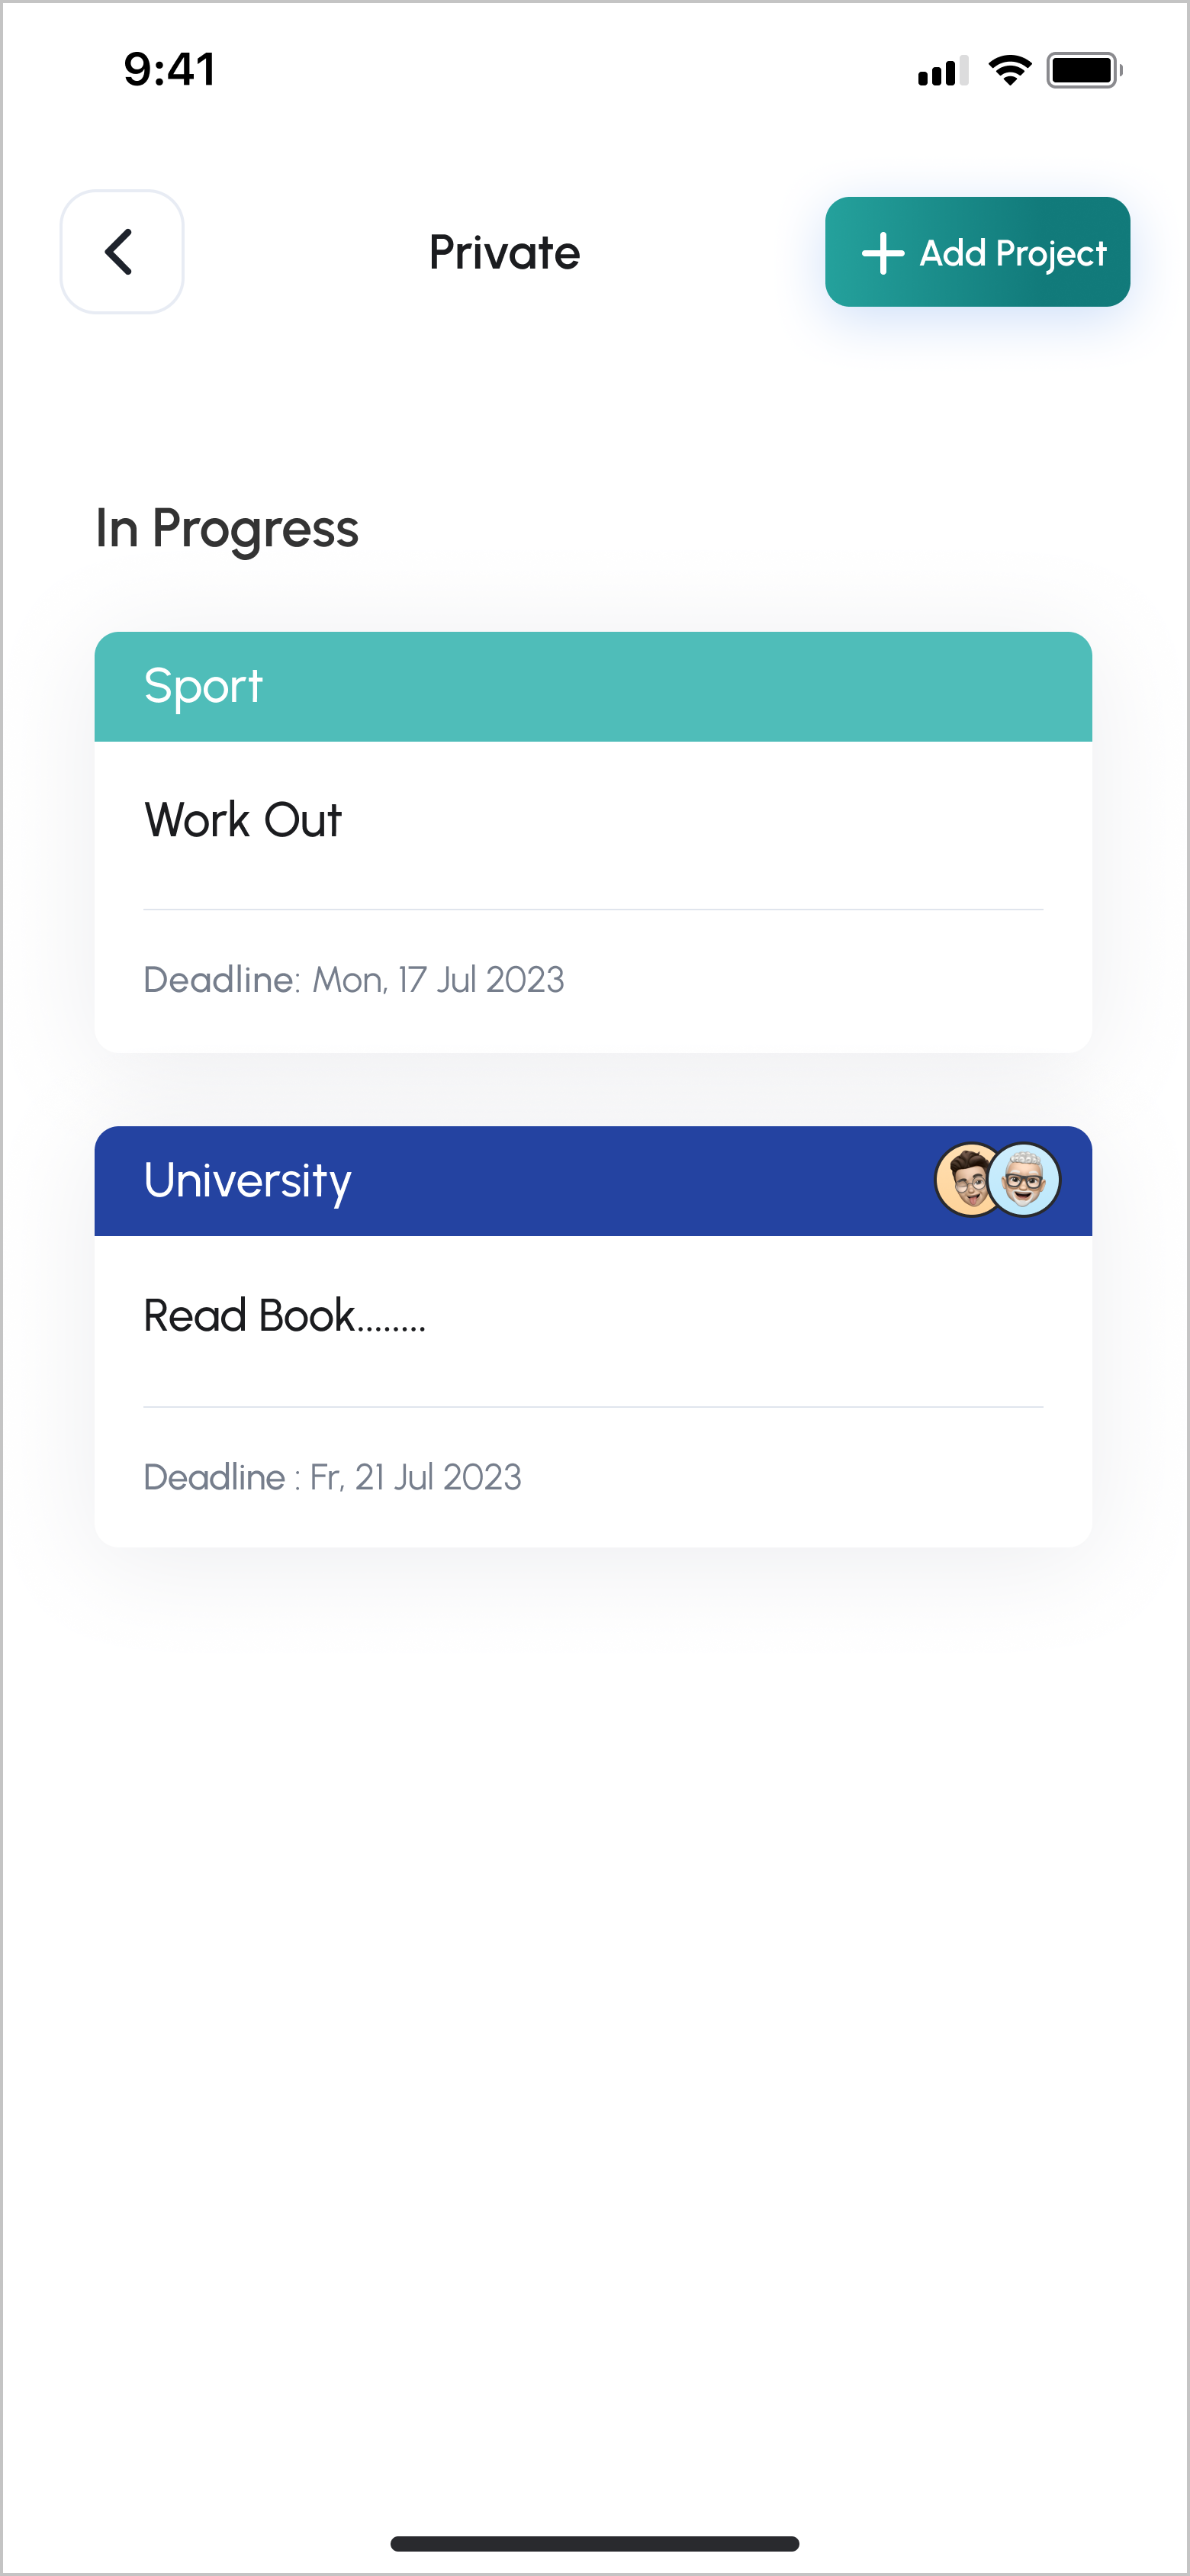 9:41
Private
Add Project
In Progress
Sport
Work Out
Deadline: Mon, 17 Jul 2023
University
Read Book........
Deadline : Fr, 21 Jul 2023